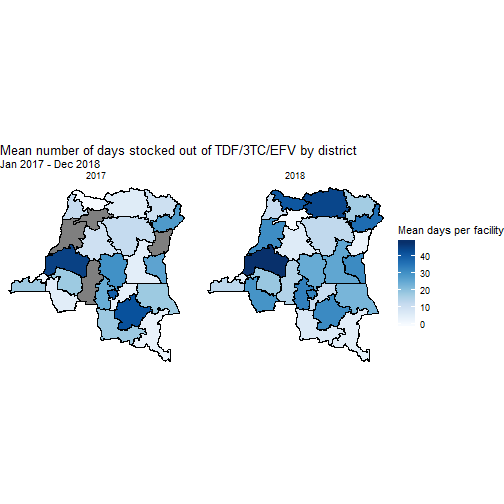 Mean number of days stocked out of TDF/3TC/EFV by district
Jan 2017 - Dec 2018
2017
2018
Mean days per facility
40
30
20
10
0